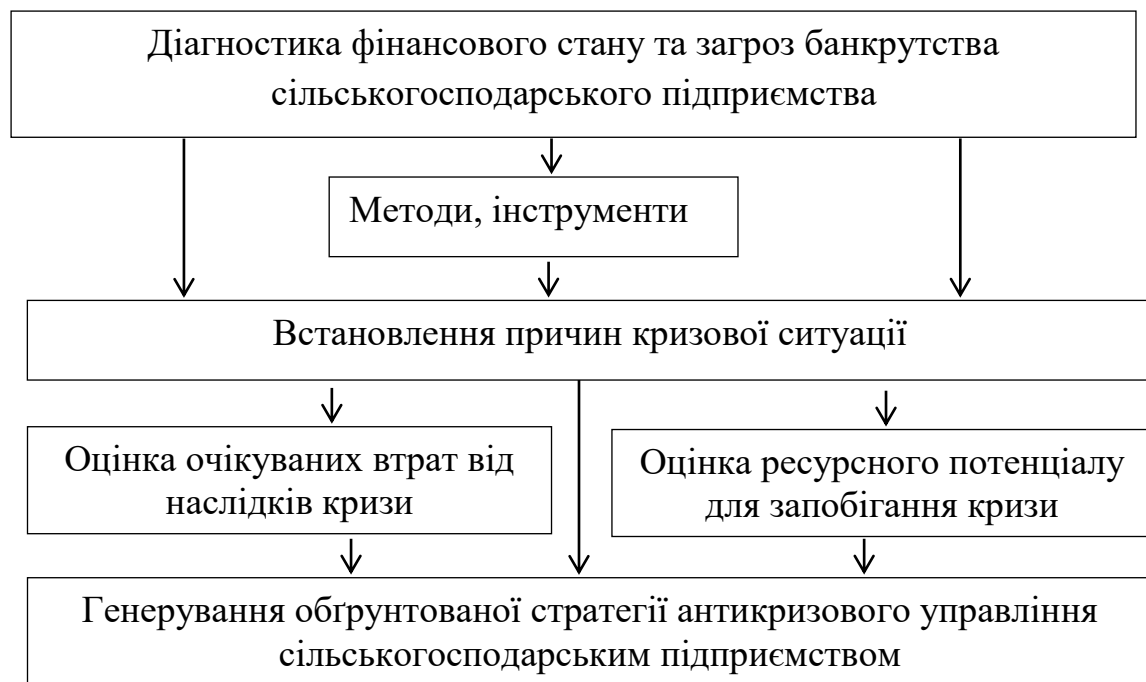 Діагностика фінансового стану та загроз банкрутства
сільськогосподарського підприємства
Методи, інструменти
Встановлення причин кризової ситуації
Оцінка очікуваних втрат від
наслідків кризи
Оцінка ресурсного потенціалу
для запобігання кризи
Генерування обґрунтованої стратегії антикризового управління
сільськогосподарським підприємством